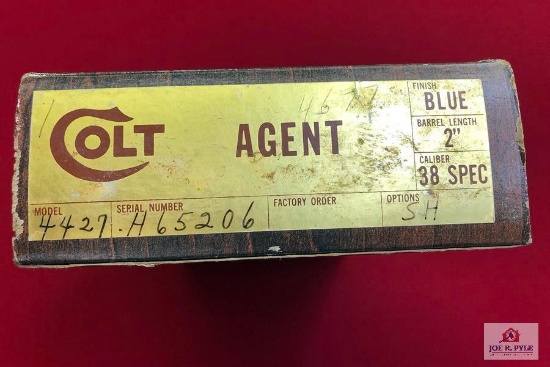 FINISH
COLT AGENT BLUE
BARREL LENGTH
2"
CALIBER
38 SPEC
MODEL SERIAL NUMBER FACTORY ORDER OPTIONS
4427 H65206 SH
JOE R. PYLE